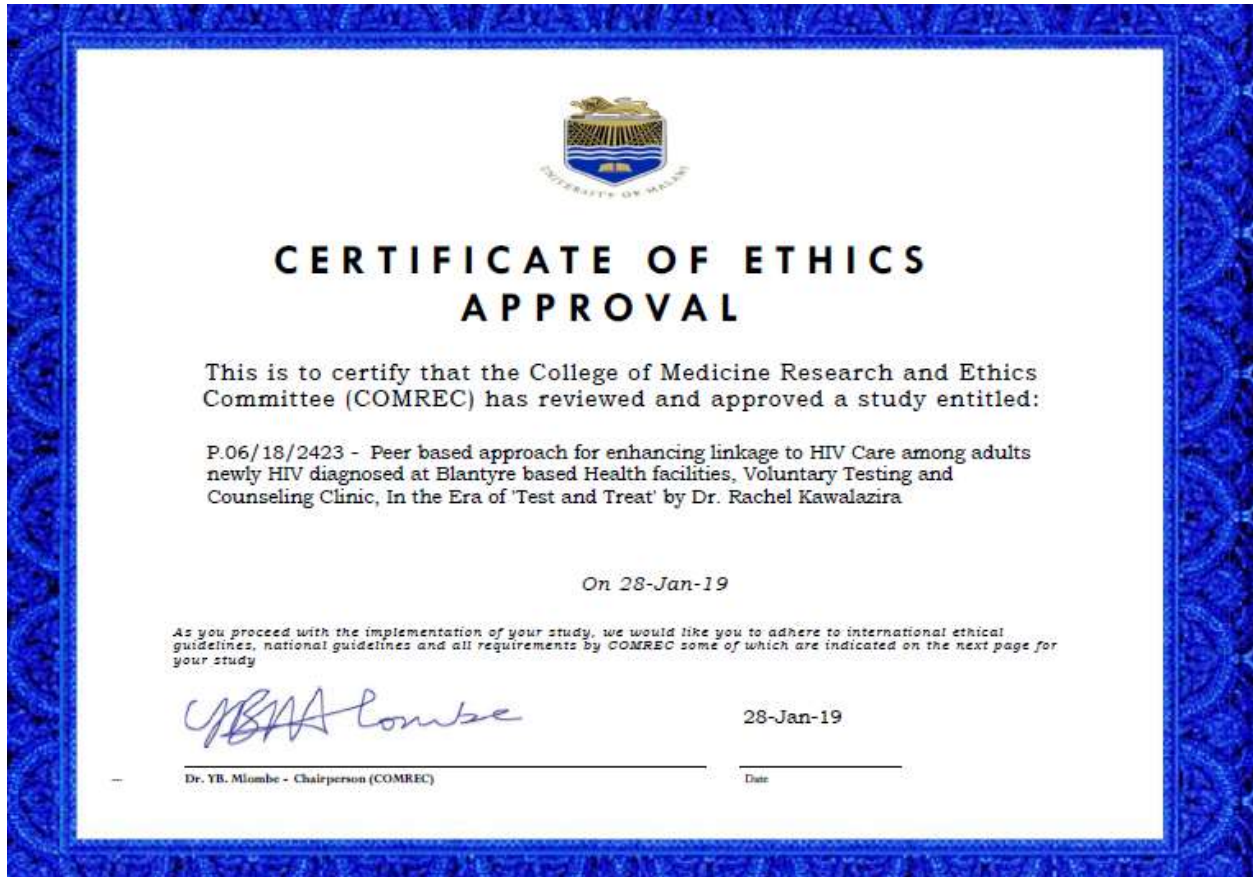 UNIVERSITY OF MALAWI
CERTIFICATE OF ETHICS
APPROVAL
This is to certify that the College of Medicine Research and Ethics
Committee (COMREC) has reviewed and approved a study entitled:
P.06/18/2423 - Peer based approach for enhancing linkage to HIV Care among adults
newly HIV diagnosed at Blantyre based Health facilities, Voluntary Testing and
Counseling Clinic, In the Era of 'Test and Treat' by Dr. Rachel Kawalazira
On 28-Jan-19
As you proceed with the implementation of your study, we would like you to adhere to international ethical
guidelines, national guidelines and all requirements by COMREC some of which are indicated on the next page for
your study
YBMlombe
28-Jan-19
Dr. YB. Mlombe - Chairperson (COMREC)
Date